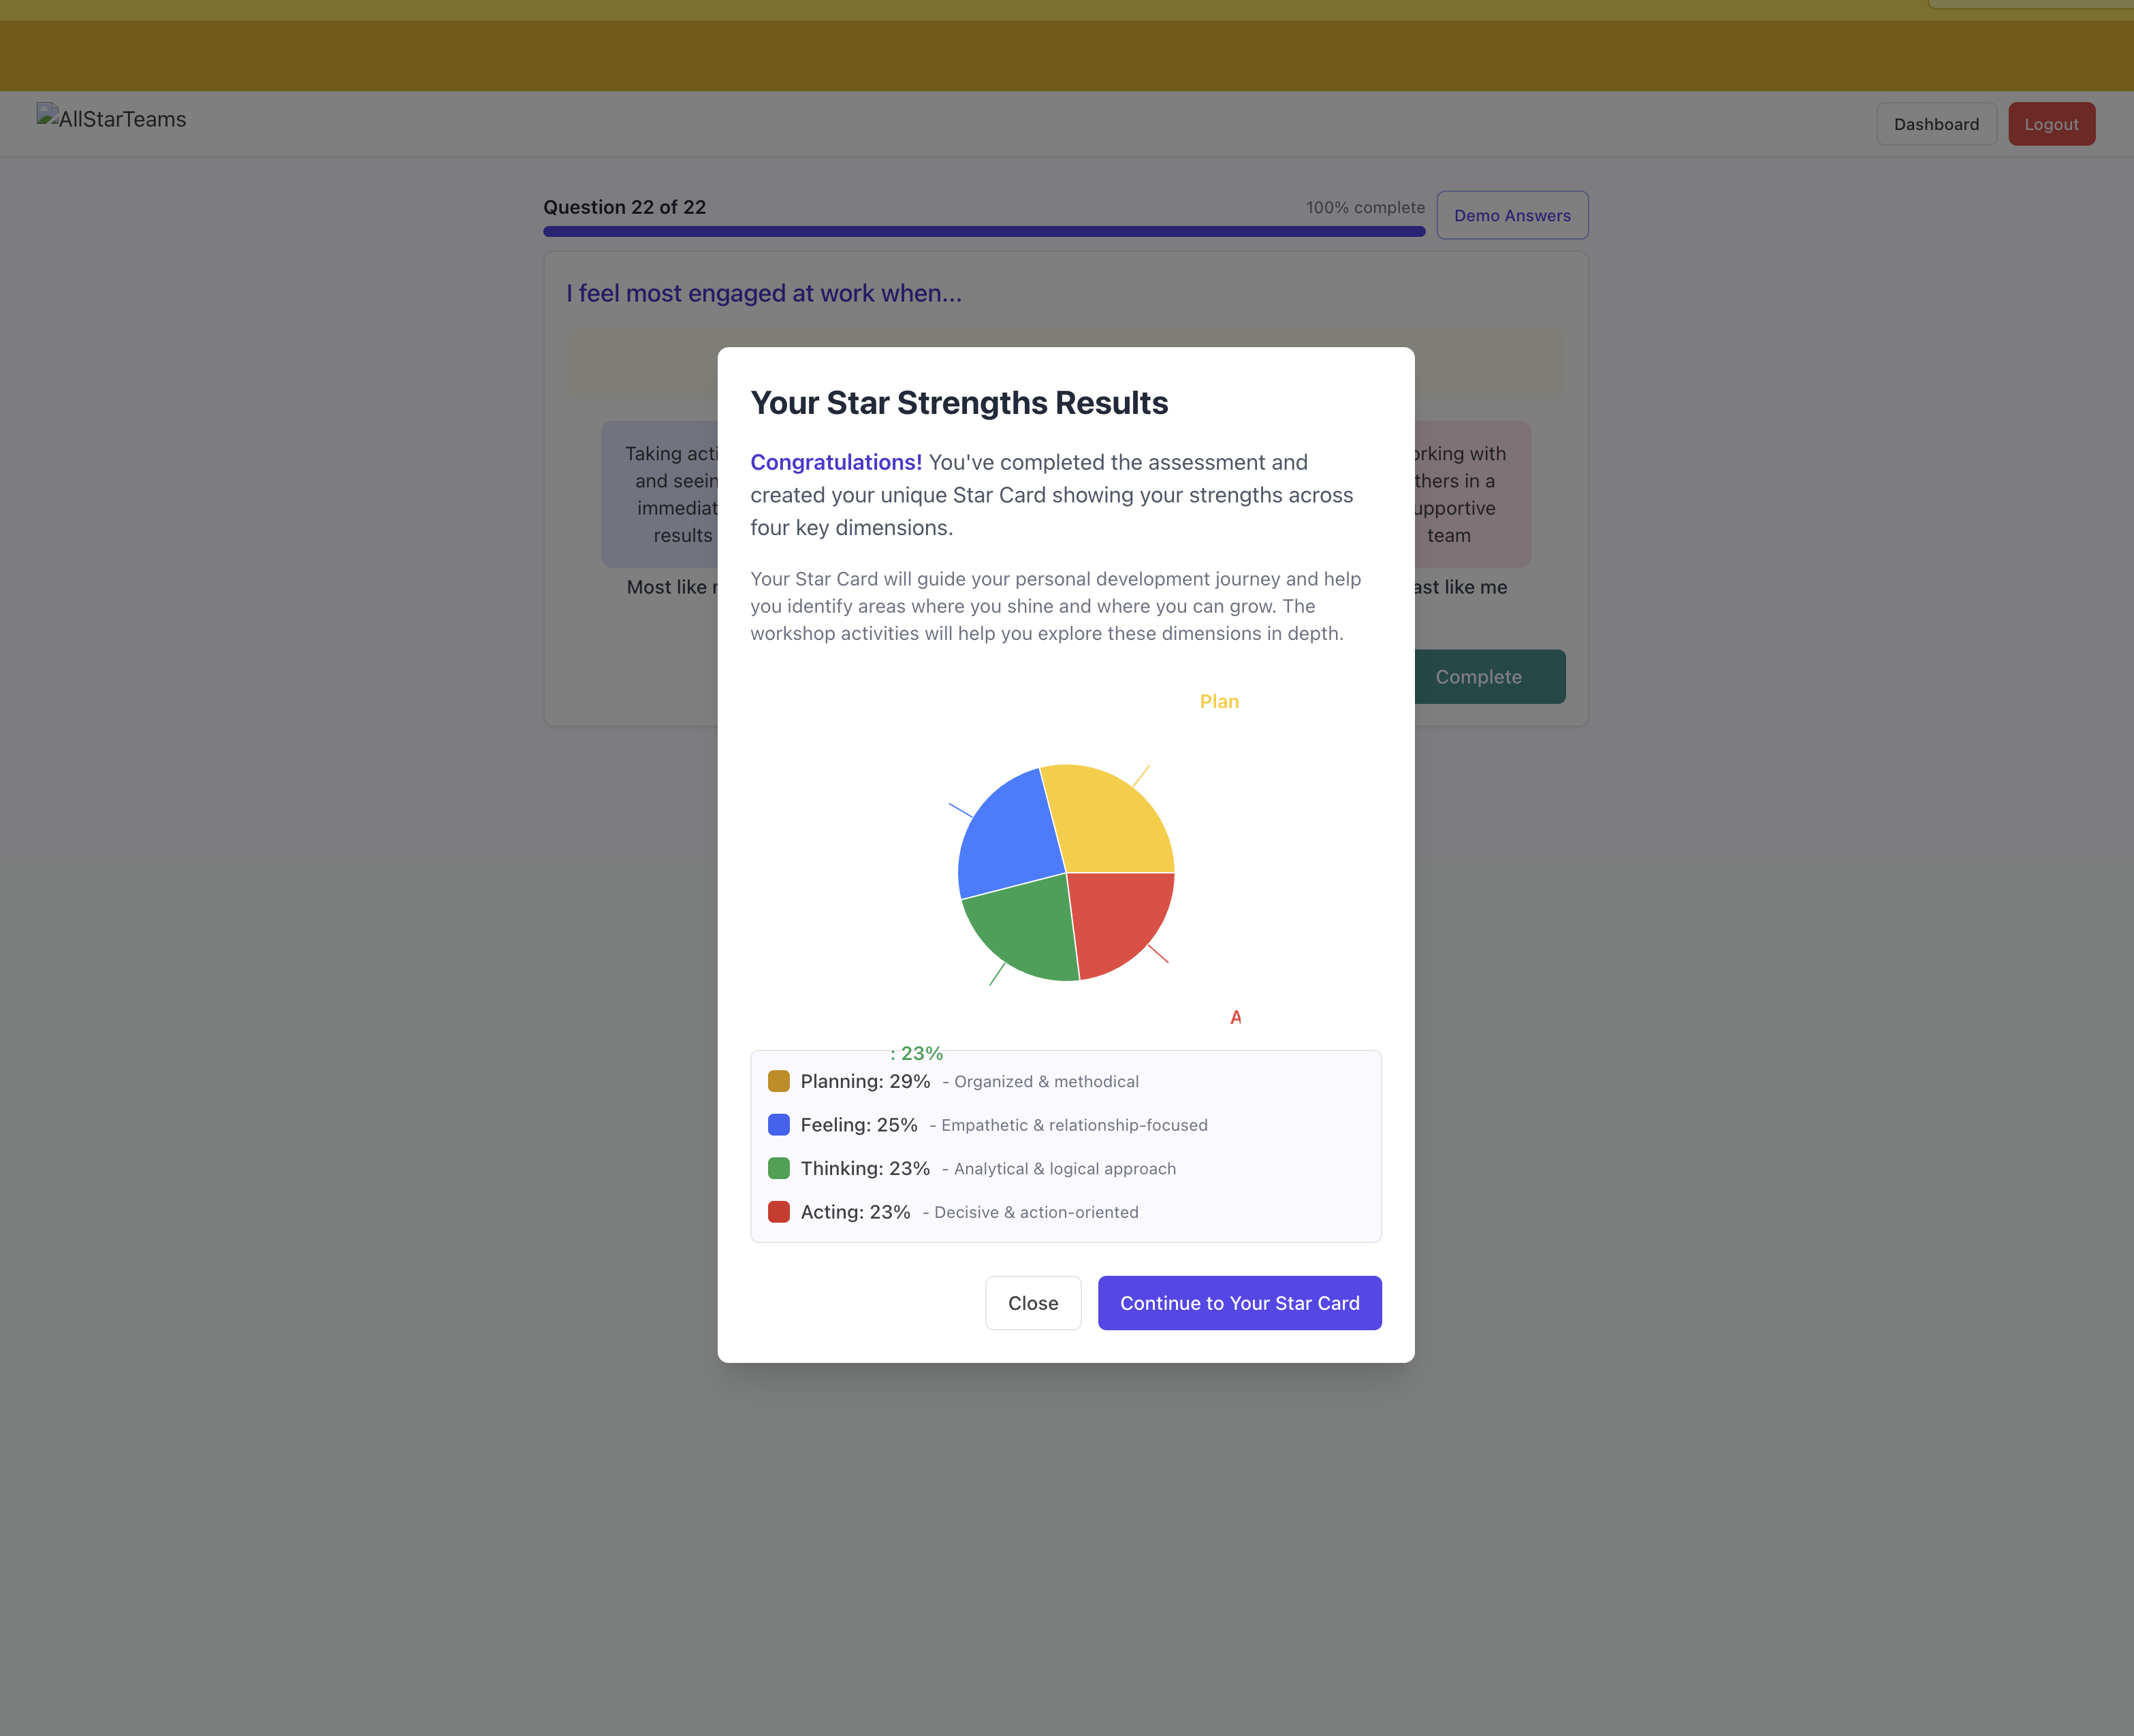 AllStarTeams
Dashboard
Logout
Question 22 of 22
100% complete
Demo Answers
I feel most engaged at work when...
Taking acti
and seein
immediat
results
Most like
rking with
thers in a
upportive
team
ast like me
Complete
Your Star Strengths Results
Congratulations! You've completed the assessment and
created your unique Star Card showing your strengths across
four key dimensions.
Your Star Card will guide your personal development journey and help
you identify areas where you shine and where you can grow. The
workshop activities will help you explore these dimensions in depth.
Plan
A
: 23%
Planning: 29% - Organized & methodical
Feeling: 25% - Empathetic & relationship-focused
Thinking: 23% - Analytical & logical approach
Acting: 23% - Decisive & action-oriented
Close
Continue to Your Star Card